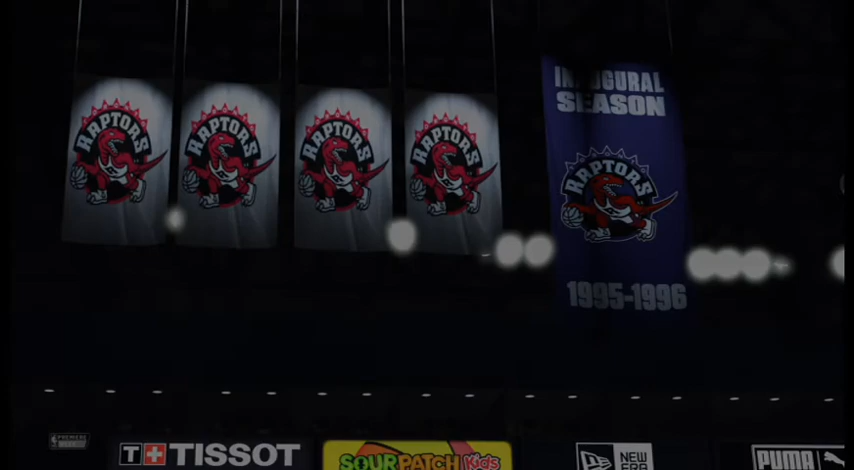 RAPTORS
RAPTORS
RAPTORS
RAPTORS
INAUGURAL
SEASON
RAPTORS
1995-1996
T+ TISSOT
SOUR PATCH Kids
NEW
ERA
PUMA